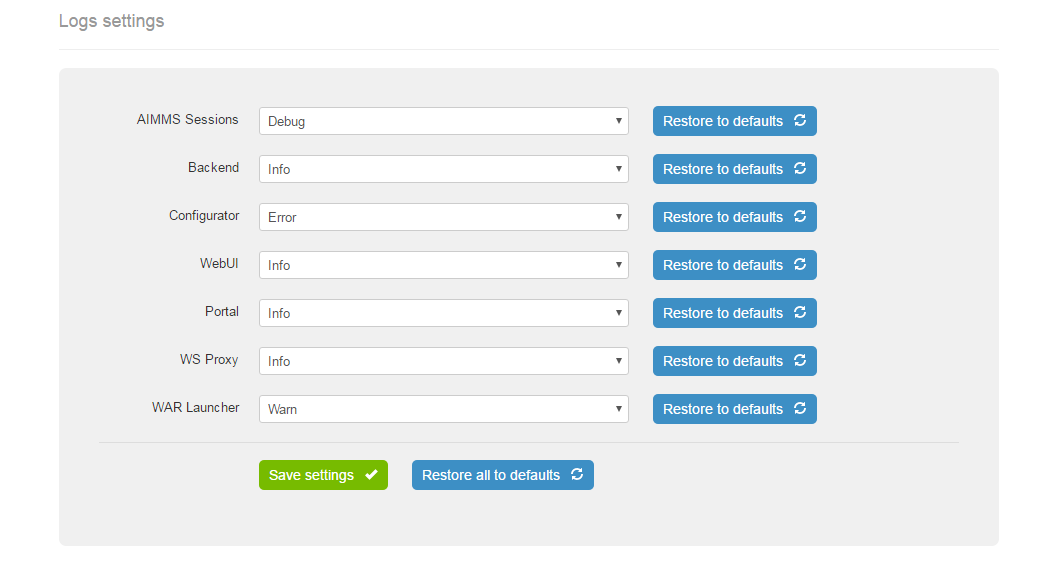 Logs settings
AIMMS Sessions Debug Restore to defaults
Backend Info Restore to defaults
Configurator Error Restore to defaults
WebUI Info Restore to defaults
Portal Info Restore to defaults
WS Proxy Info Restore to defaults
WAR Launcher Warn Restore to defaults
Save settings Restore all to defaults